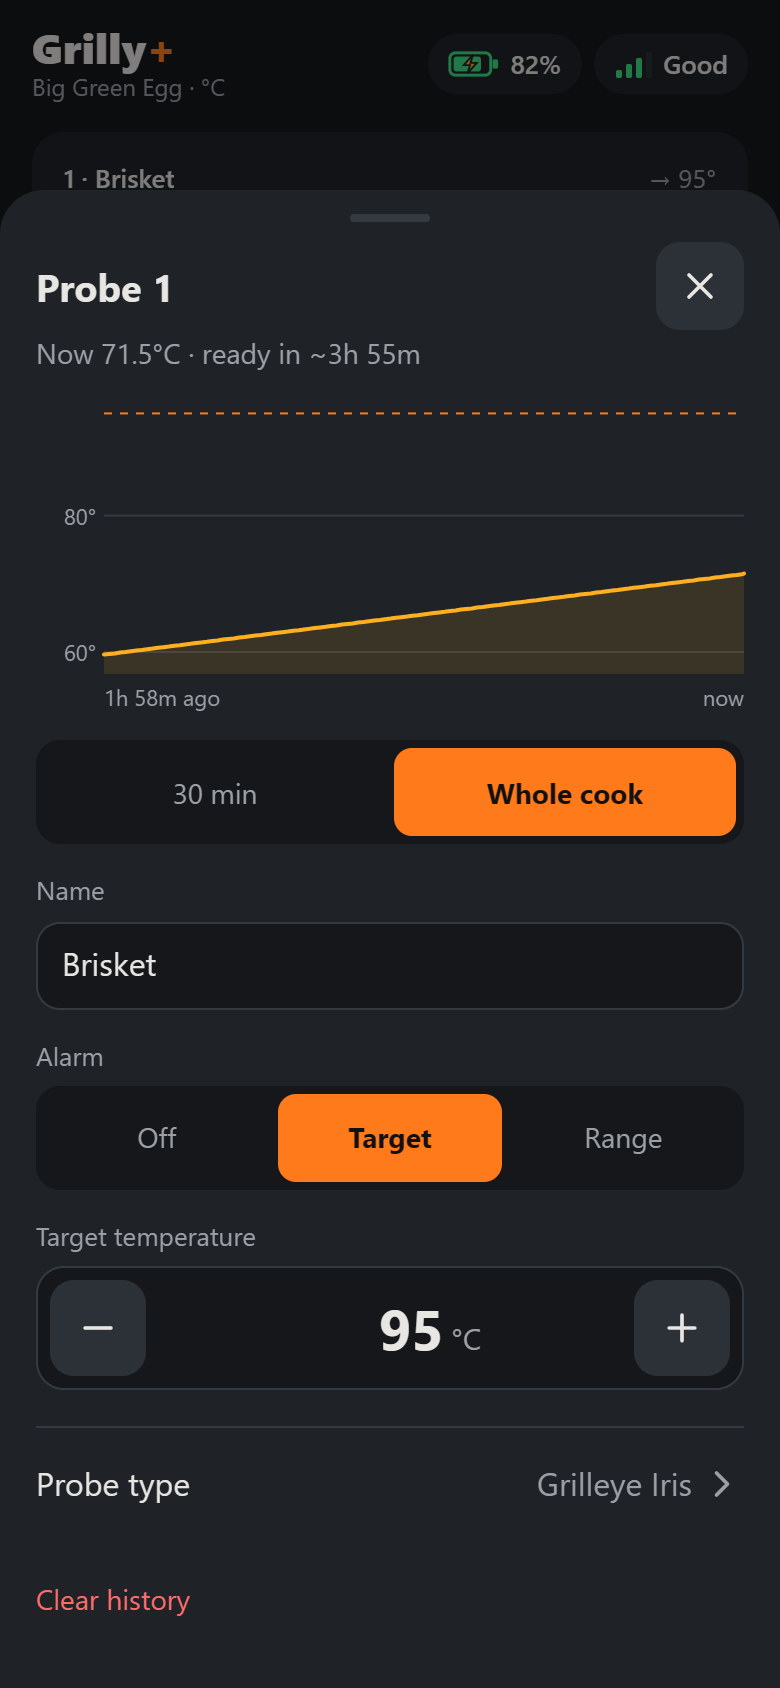 Grilly+
Big Green Egg · °C
82%
Good
1 · Brisket → 95°
Probe 1
Now 71.5°C · ready in ~3h 55m
80°
60°
1h 58m ago now
30 min Whole cook
Name
Brisket
Alarm
Off Target Range
Target temperature
95 °C
Probe type Grilleye Iris
Clear history